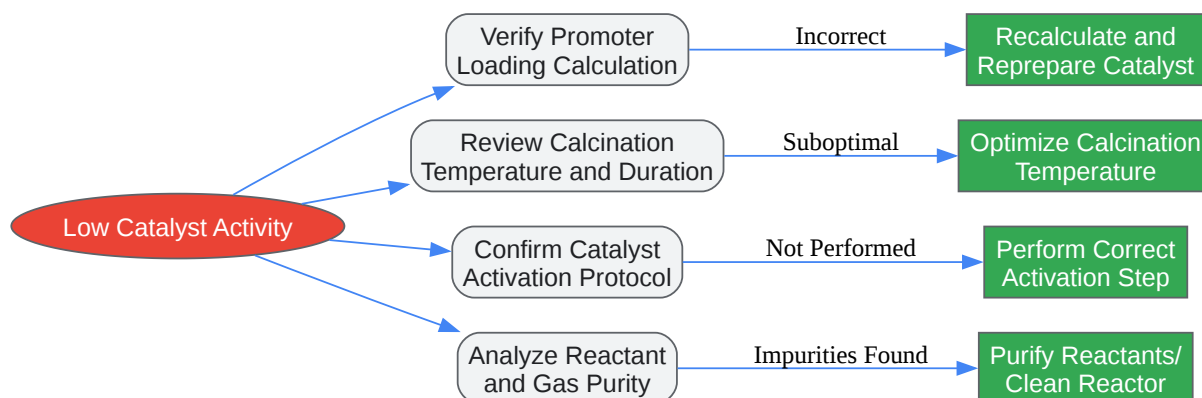 Verify Promoter
Loading Calculation
Incorrect
Recalculate and
Reprepare Catalyst
Review Calcination
Temperature and Duration
Suboptimal
Optimize Calcination
Temperature
Low Catalyst Activity
Confirm Catalyst
Activation Protocol
Not Performed
Perform Correct
Activation Step
Analyze Reactant
and Gas Purity
Impurities Found
Purify Reactants/
Clean Reactor